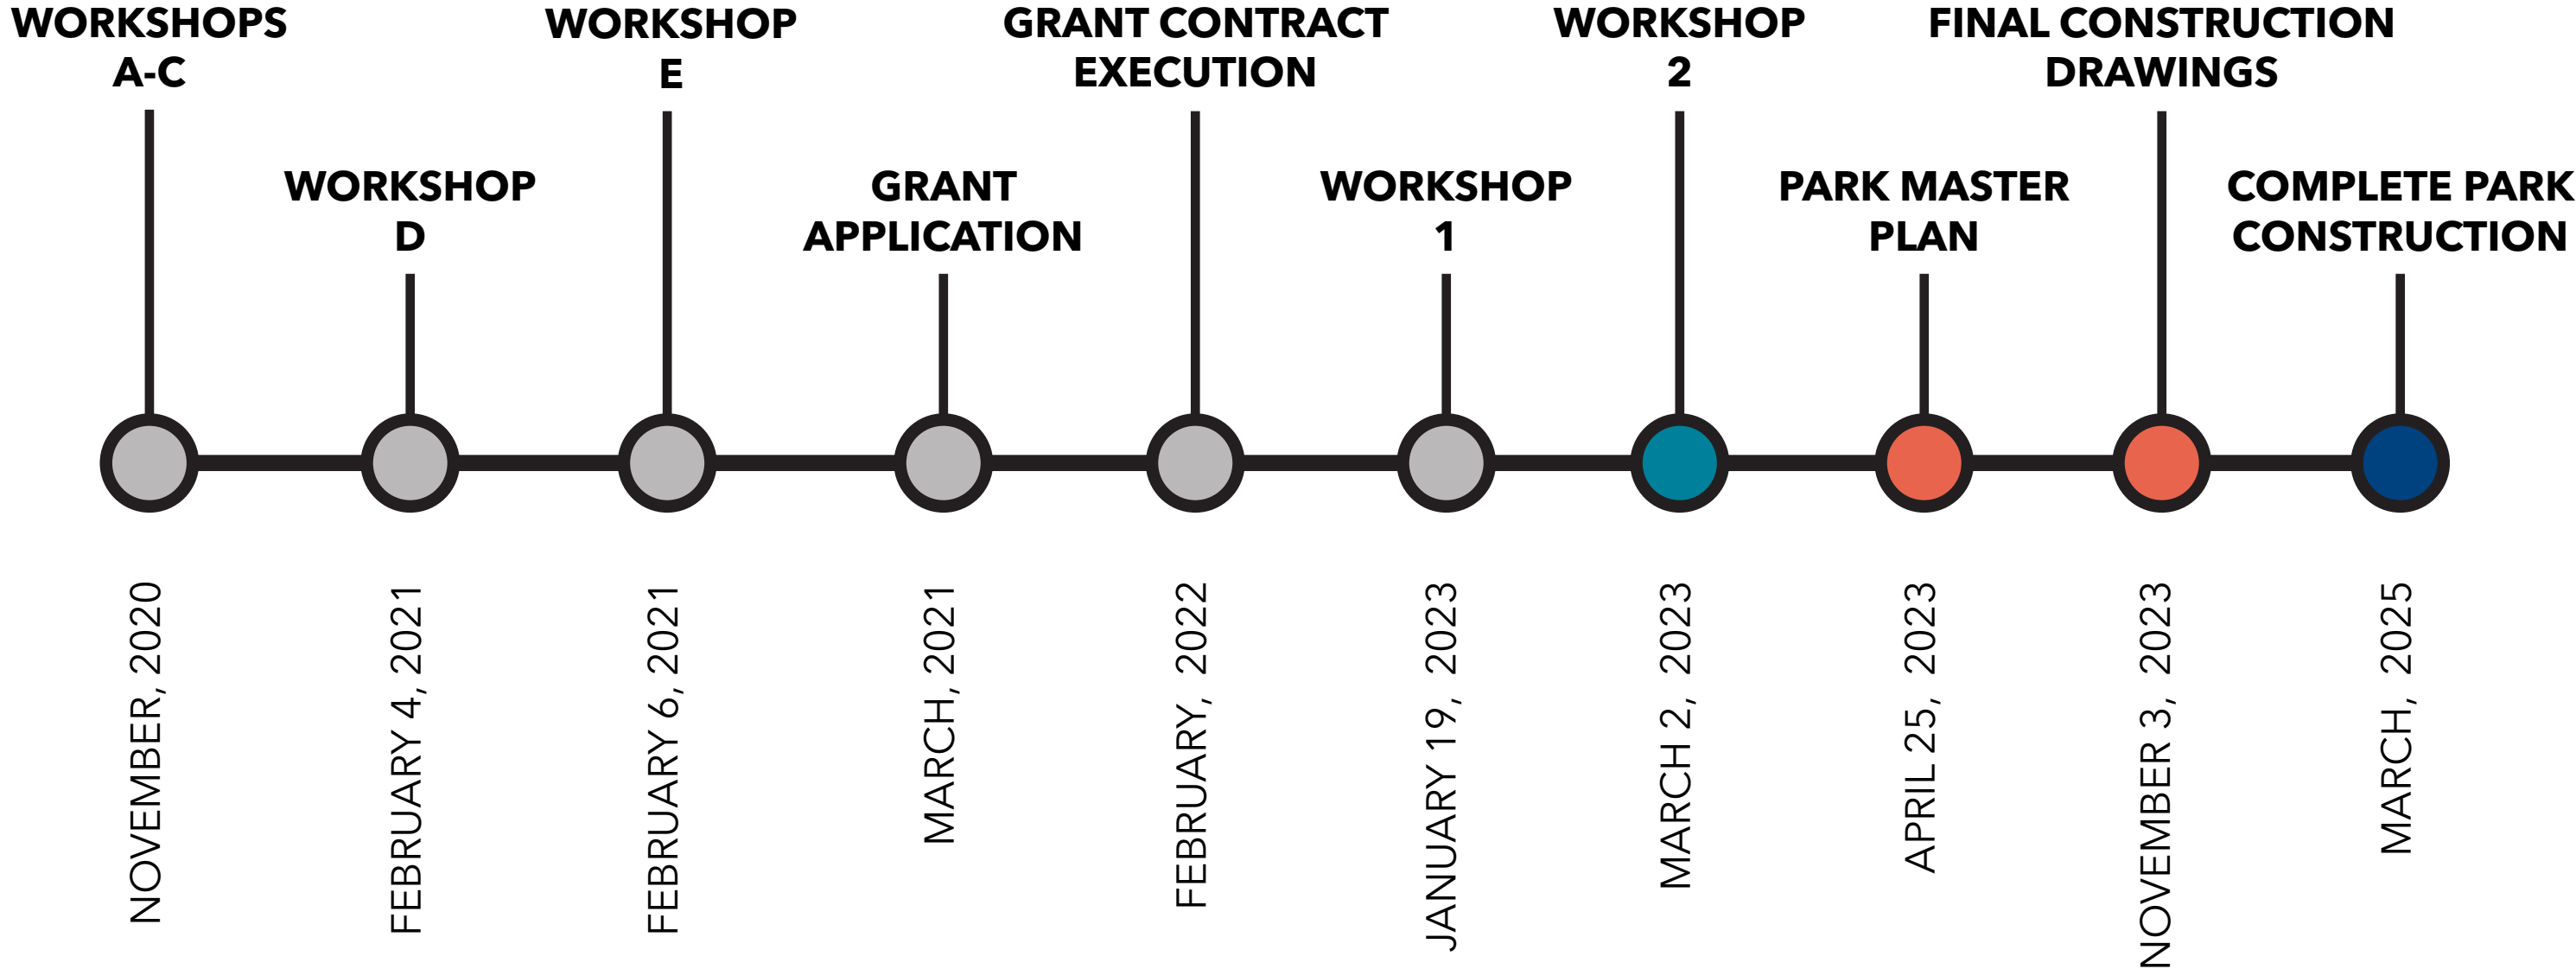 WORKSHOPS
A-C
WORKSHOP
E
GRANT CONTRACT
EXECUTION
WORKSHOP
2
FINAL CONSTRUCTION
DRAWINGS
WORKSHOP
D
GRANT
APPLICATION
WORKSHOP
1
PARK MASTER
PLAN
COMPLETE PARK
CONSTRUCTION
NOVEMBER, 2020
FEBRUARY 4, 2021
FEBRUARY 6, 2021
MARCH, 2021
FEBRUARY, 2022
JANUARY 19, 2023
MARCH 2, 2023
APRIL 25, 2023
NOVEMBER 3, 2023
MARCH, 2025